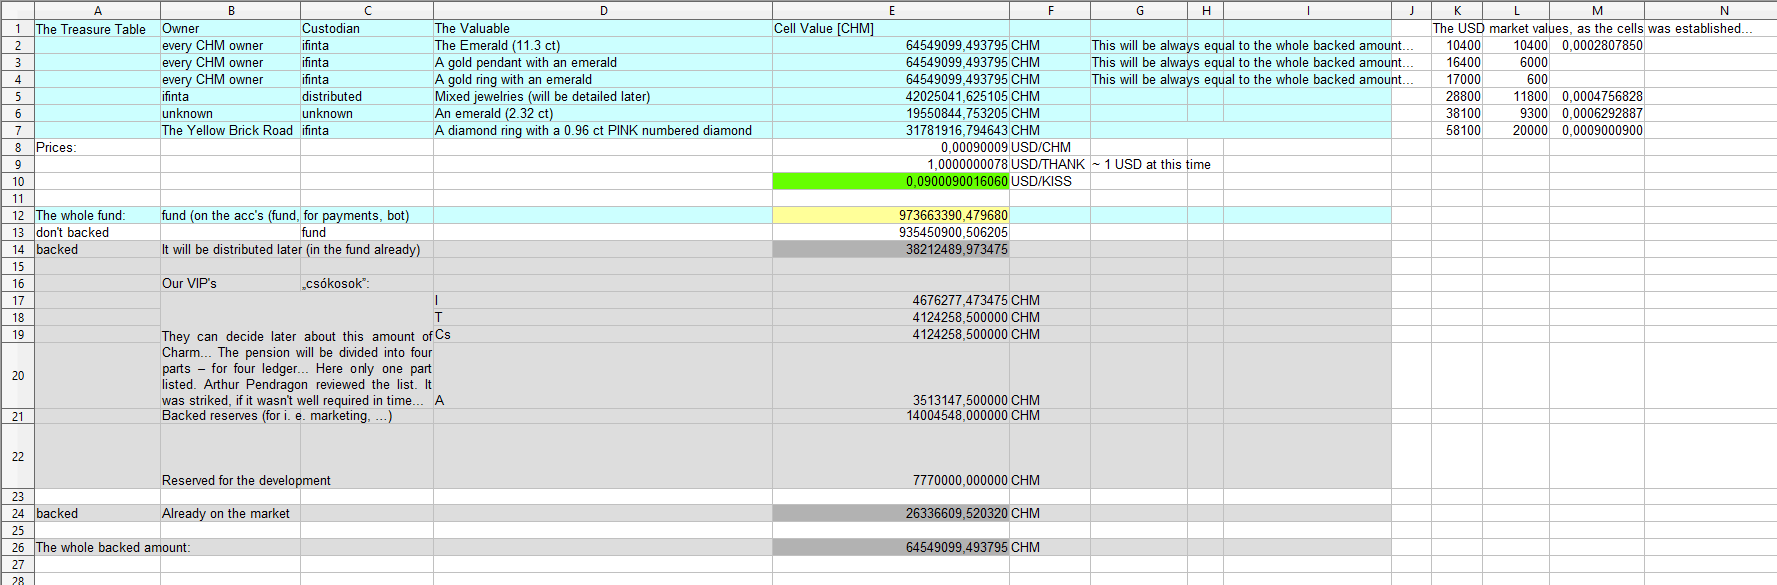 A B C D E F G H I J K L M N
1 The Treasure Table Owner Custodian The Valuable Cell Value [CHM] The USD market values, as the cells was established...
2 every CHM owner ifinta The Emerald (11.3 ct) 64549099,493795 CHM This will be always equal to the whole backed amount... 10400 10400 0,0002807850
3 every CHM owner ifinta A gold pendant with an emerald 64549099,493795 CHM This will be always equal to the whole backed amount... 16400 6000
4 every CHM owner ifinta A gold ring with an emerald 64549099,493795 CHM This will be always equal to the whole backed amount... 17000 600
5 ifinta distributed Mixed jewelries (will be detailed later) 42025041,625105 CHM 28800 11800 0,0004756828
6 unknown unknown An emerald (2.32 ct) 19550844,753205 CHM 38100 9300 0,0006292887
7 The Yellow Brick Road ifinta A diamond ring with a 0.96 ct PINK numbered diamond 31781916,794643 CHM 58100 20000 0,0009000900
8 Prices: 0,00090009 USD/CHM
9 1,0000000078 USD/THANK ~ 1 USD at this time
10 0,0900090016060 USD/KISS
11
12 The whole fund: fund (on the acc's (fund, for payments, bot) 973663390,479680
13 don't backed fund 935450900,506205
14 backed It will be distributed later (in the fund already) 38212489,973475
15
16 Our VIP's „csókosok”:
17 I 4676277,473475 CHM
18 T 4124258,500000 CHM
19 They can decide later about this amount of Cs 4124258,500000 CHM
Charm... The pension will be divided into four
parts – for four ledger... Here only one part
20 listed. Arthur Pendragon reviewed the list. It
was striked, if it wasn't well required in time... A 3513147,500000 CHM
21 Backed reserves (for i. e. marketing, ...) 14004548,000000 CHM
22 Reserved for the development 7770000,000000 CHM
23
24 backed Already on the market 26336609,520320 CHM
25
26 The whole backed amount: 64549099,493795 CHM
27
28